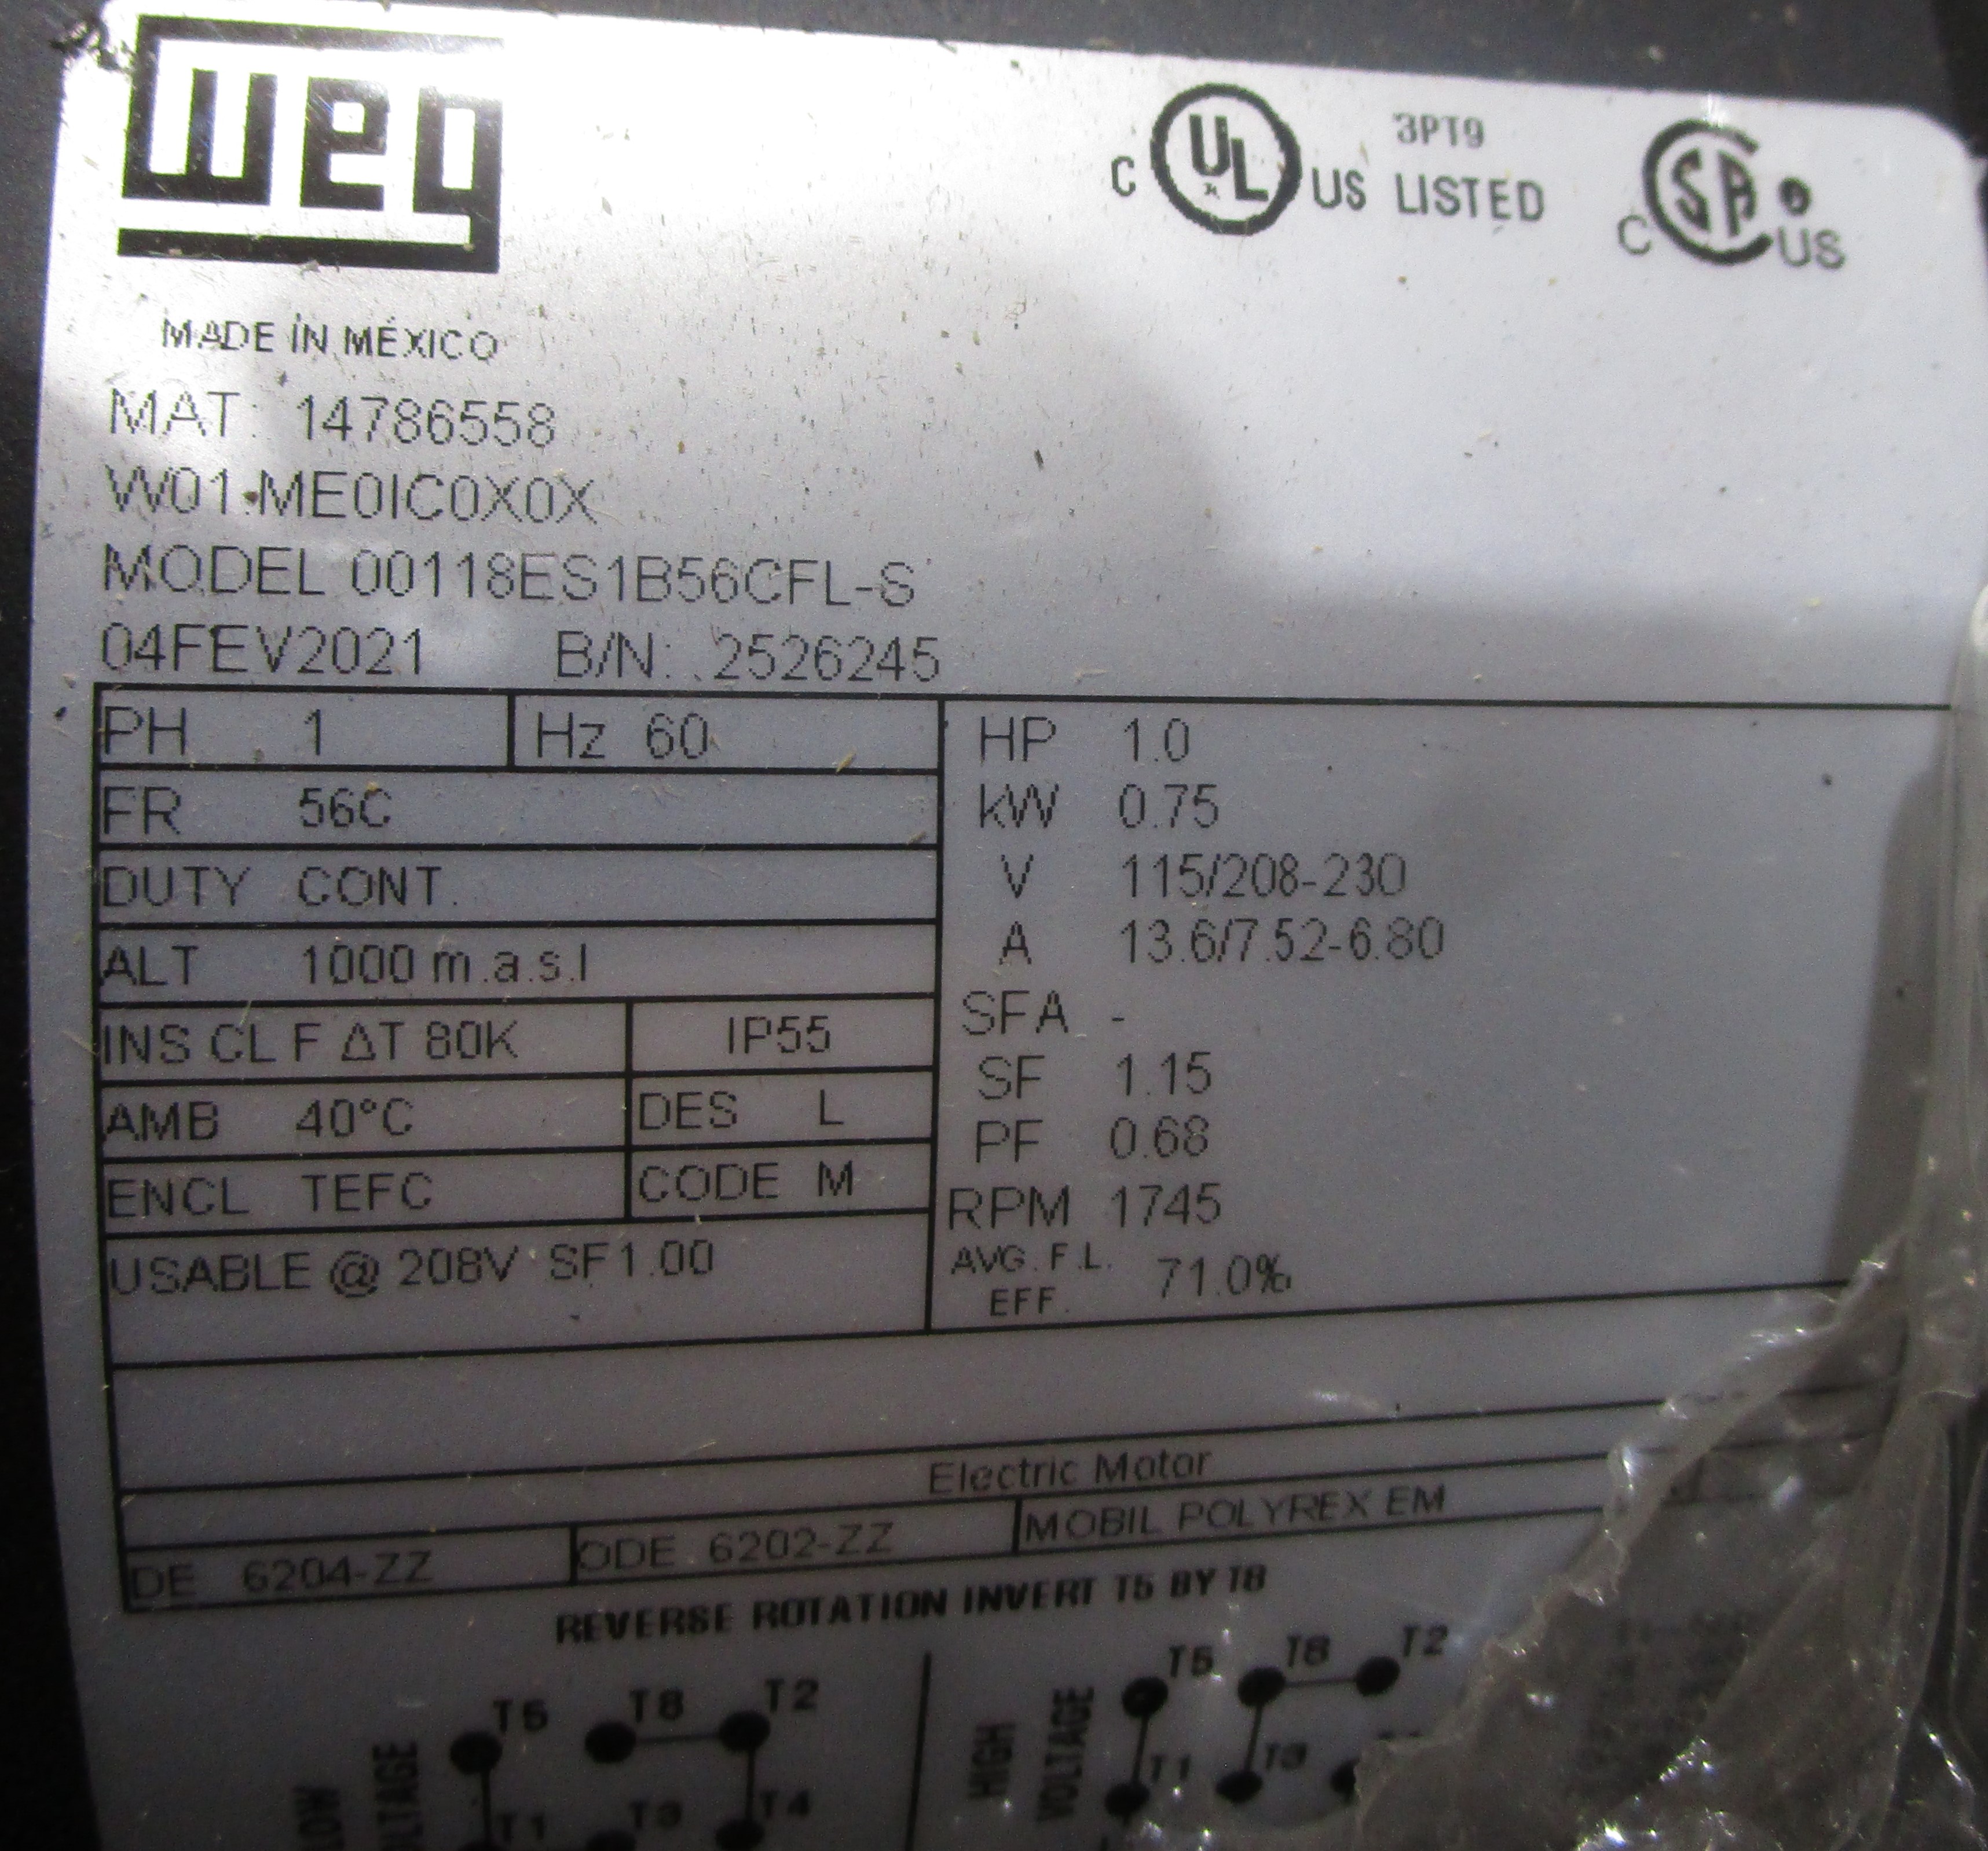 weg
C UL US LISTED 3PT9
C SA US
MADE IN MÉXICO
MAT: 14786558
W01.ME0IC0X0X
MODEL 00118ES1B56CFL-S
04FEV2021 B/N: 2526245
PH 1 Hz 60
FR 56C
DUTY CONT.
ALT 1000 m.a.s.l
INS CL F ΔT 80K IP55
AMB 40°C DES L
ENCL TEFC CODE M
USABLE @ 208V SF 1.00
HP 1.0
kW 0.75
V 115/208-230
A 13.6/7.52-6.80
SFA -
SF 1.15
PF 0.68
RPM 1745
AVG. F.L. EFF. 71.0%
Electric Motor
DE 6204-ZZ ODE 6202-ZZ MOBIL POLYREX EM
REVERSE ROTATION INVERT T5 BY T8
LOW VOLTAGE
T5 T8 T2
T1 T3 T4
HIGH VOLTAGE
T5 T8 T2
T1 T3